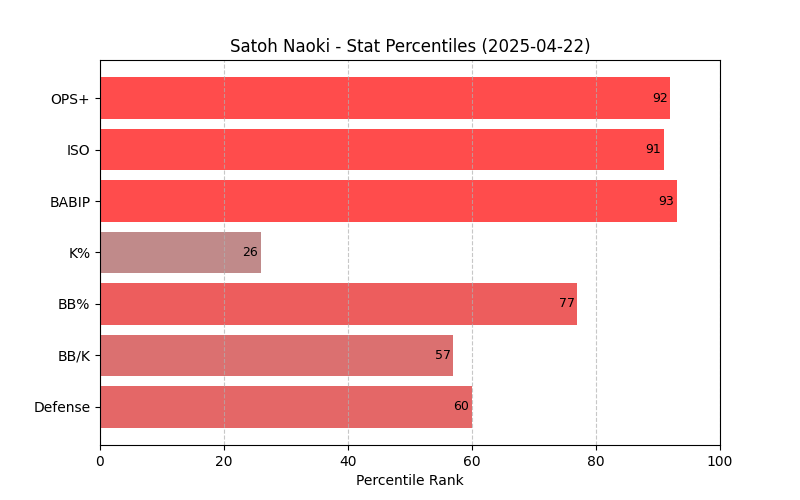 Satoh Naoki - Stat Percentiles (2025-04-22)
OPS+ 92
ISO 91
BABIP 93
K% 26
BB% 77
BB/K 57
Defense 60
0 20 40 60 80 100
Percentile Rank